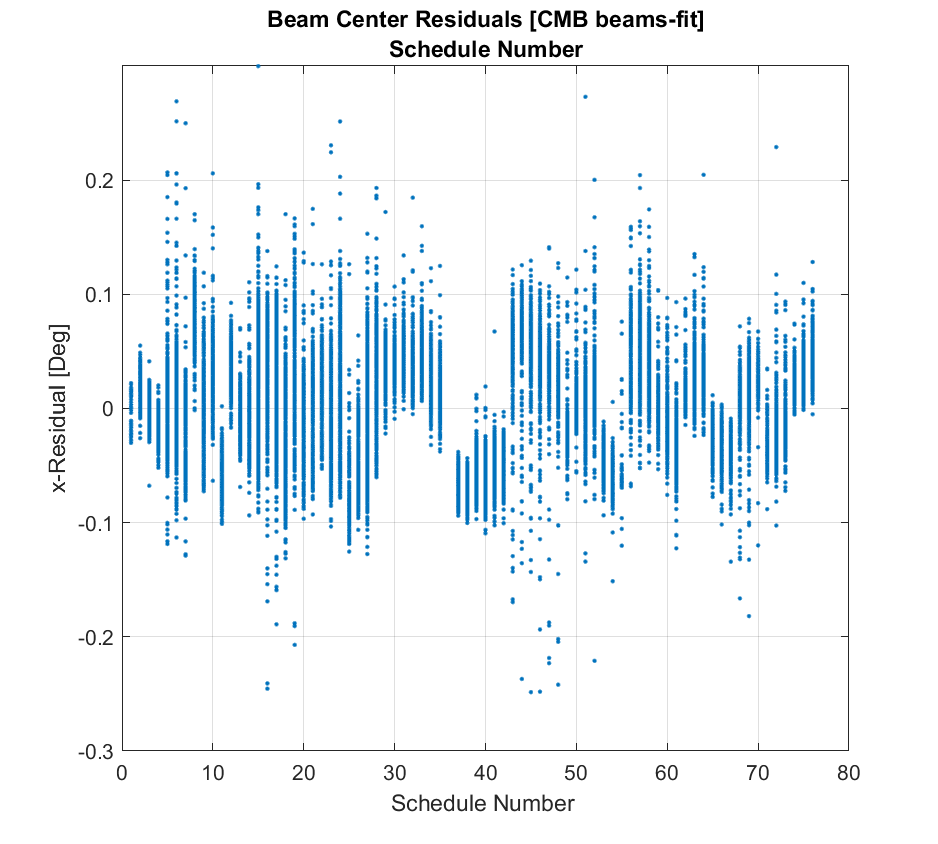 Beam Center Residuals [CMB beams-fit]
Schedule Number
0.2
0.1
0
-0.1
-0.2
-0.3
x-Residual [Deg]
0 10 20 30 40 50 60 70 80
Schedule Number